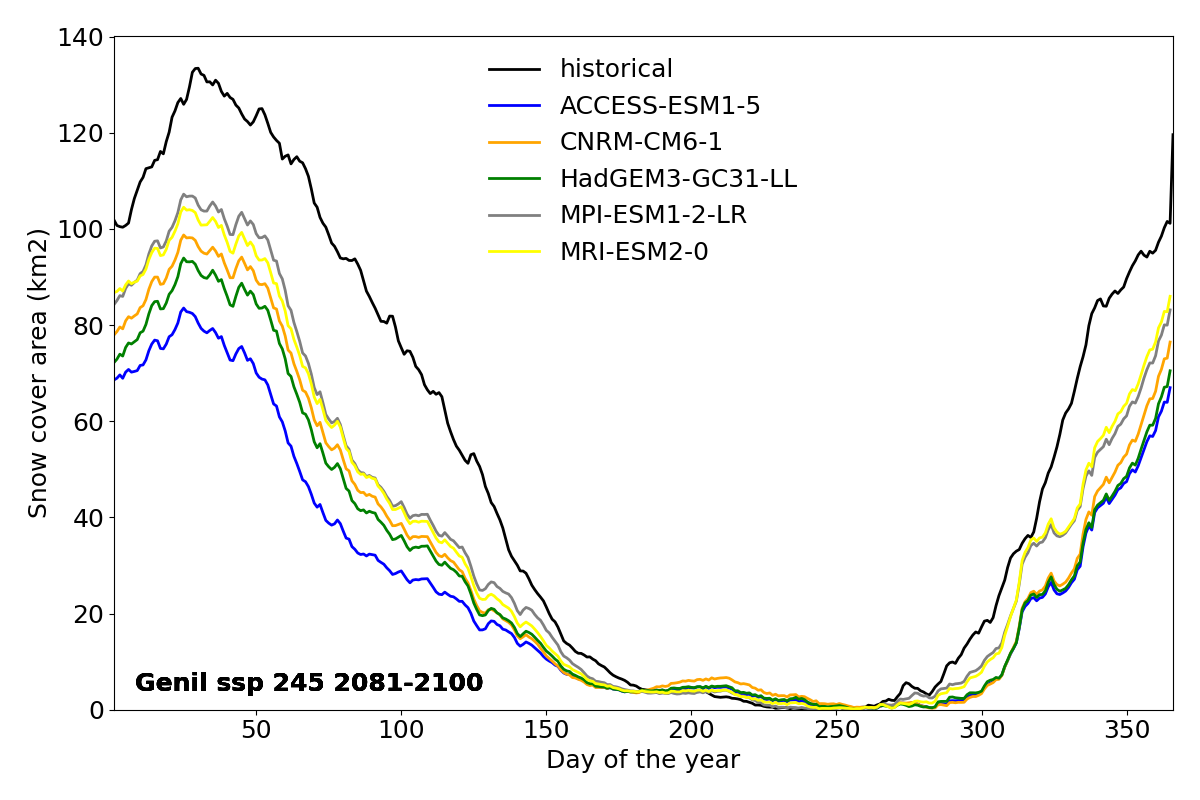 140
120
100
80
60
40
20
0
Snow cover area (km2)
historical
ACCESS-ESM1-5
CNRM-CM6-1
HadGEM3-GC31-LL
MPI-ESM1-2-LR
MRI-ESM2-0
Genil ssp 245 2081-2100
50 100 150 200 250 300 350
Day of the year